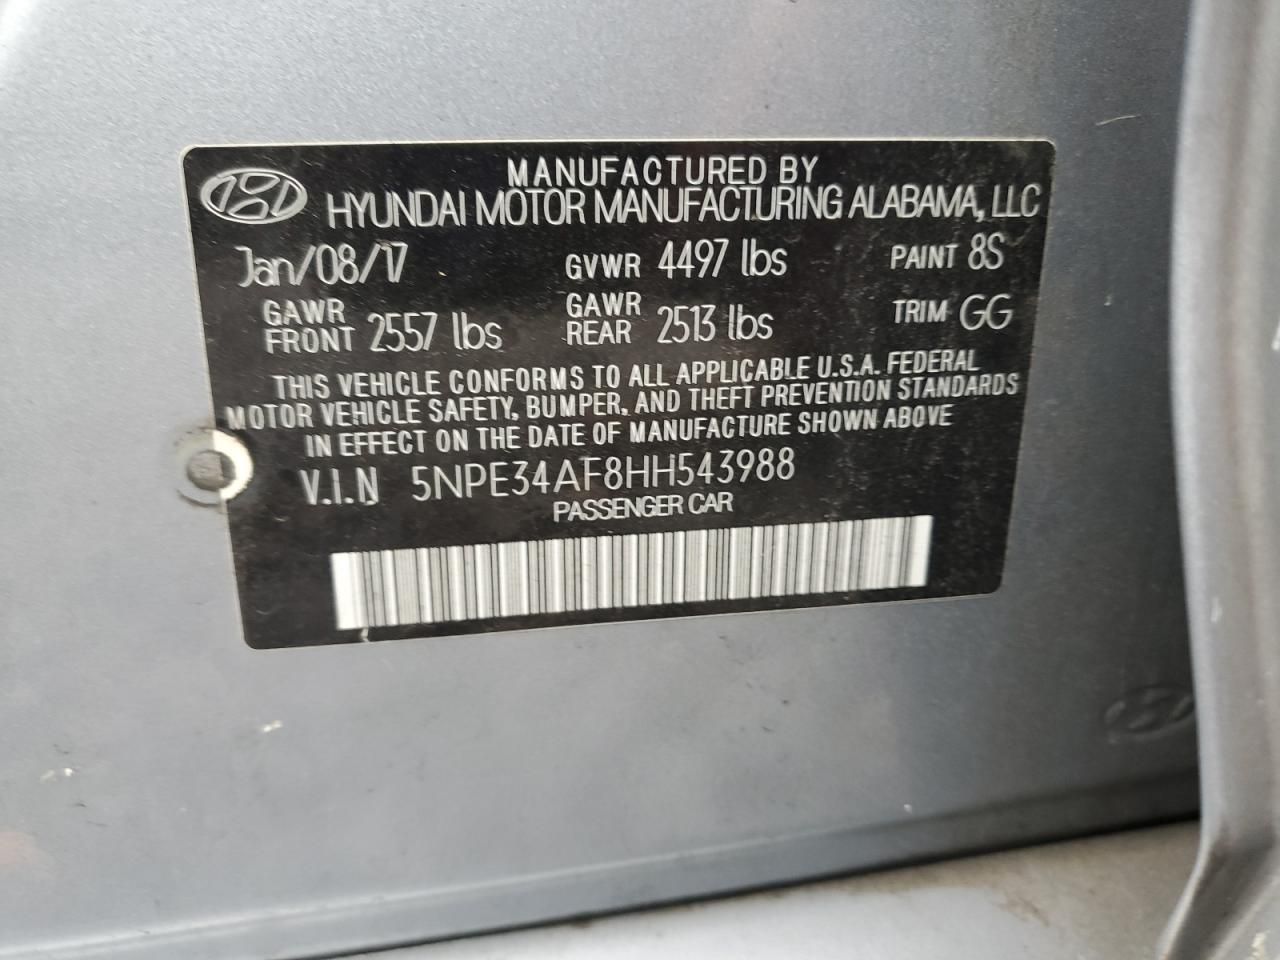 MANUFACTURED BY
HYUNDAI MOTOR MANUFACTURING ALABAMA, LLC
Jan/08/17 GVWR 4497 lbs PAINT 8S
GAWR FRONT 2557 lbs GAWR REAR 2513 lbs TRIM GG
THIS VEHICLE CONFORMS TO ALL APPLICABLE U.S.A. FEDERAL
MOTOR VEHICLE SAFETY, BUMPER, AND THEFT PREVENTION STANDARDS
IN EFFECT ON THE DATE OF MANUFACTURE SHOWN ABOVE
V.I.N 5NPE34AF8HH543988
PASSENGER CAR